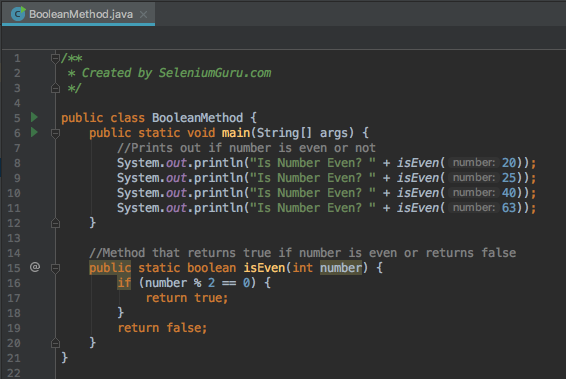 BooleanMethod.java
1 /**
2 * Created by SeleniumGuru.com
3 */
4
5 public class BooleanMethod {
6 public static void main(String[] args) {
7 //Prints out if number is even or not
8 System.out.println("Is Number Even? " + isEven( number: 20));
9 System.out.println("Is Number Even? " + isEven( number: 25));
10 System.out.println("Is Number Even? " + isEven( number: 40));
11 System.out.println("Is Number Even? " + isEven( number: 63));
12 }
13
14 //Method that returns true if number is even or returns false
15 @ public static boolean isEven(int number) {
16 if (number % 2 == 0) {
17 return true;
18 }
19 return false;
20 }
21 }
22